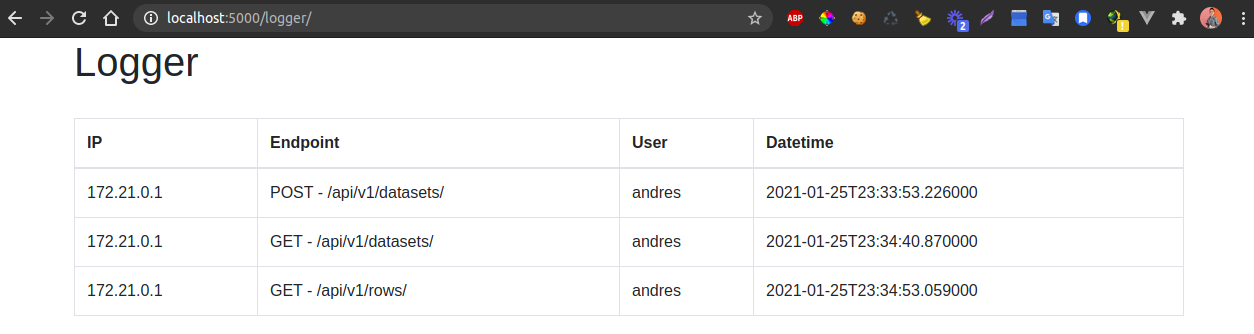 localhost:5000/logger/
ABP
2
G
!
Logger
IP Endpoint User Datetime
172.21.0.1 POST - /api/v1/datasets/ andres 2021-01-25T23:33:53.226000
172.21.0.1 GET - /api/v1/datasets/ andres 2021-01-25T23:34:40.870000
172.21.0.1 GET - /api/v1/rows/ andres 2021-01-25T23:34:53.059000